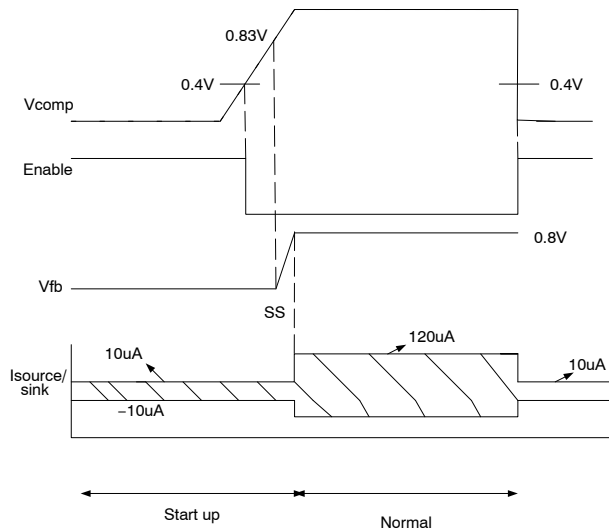 0.83V
0.4V
0.4V
Vcomp
Enable
0.8V
Vfb
SS
10uA
120uA
10uA
Isource/
sink
−10uA
Start up
Normal